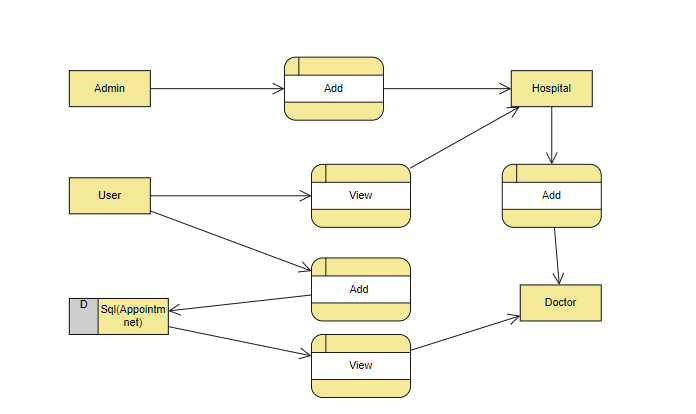 Admin
Add
Hospital
User
View
Add
Add
D
Sql(Appointm
net)
Doctor
View